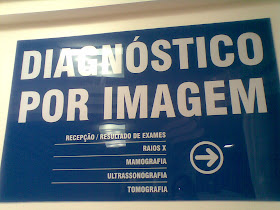 DIAGNÓSTICO
POR IMAGEM
RECEPÇÃO / RESULTADO DE EXAMES
RAIOS X
MAMOGRAFIA
ULTRASSONOGRAFIA
TOMOGRAFIA